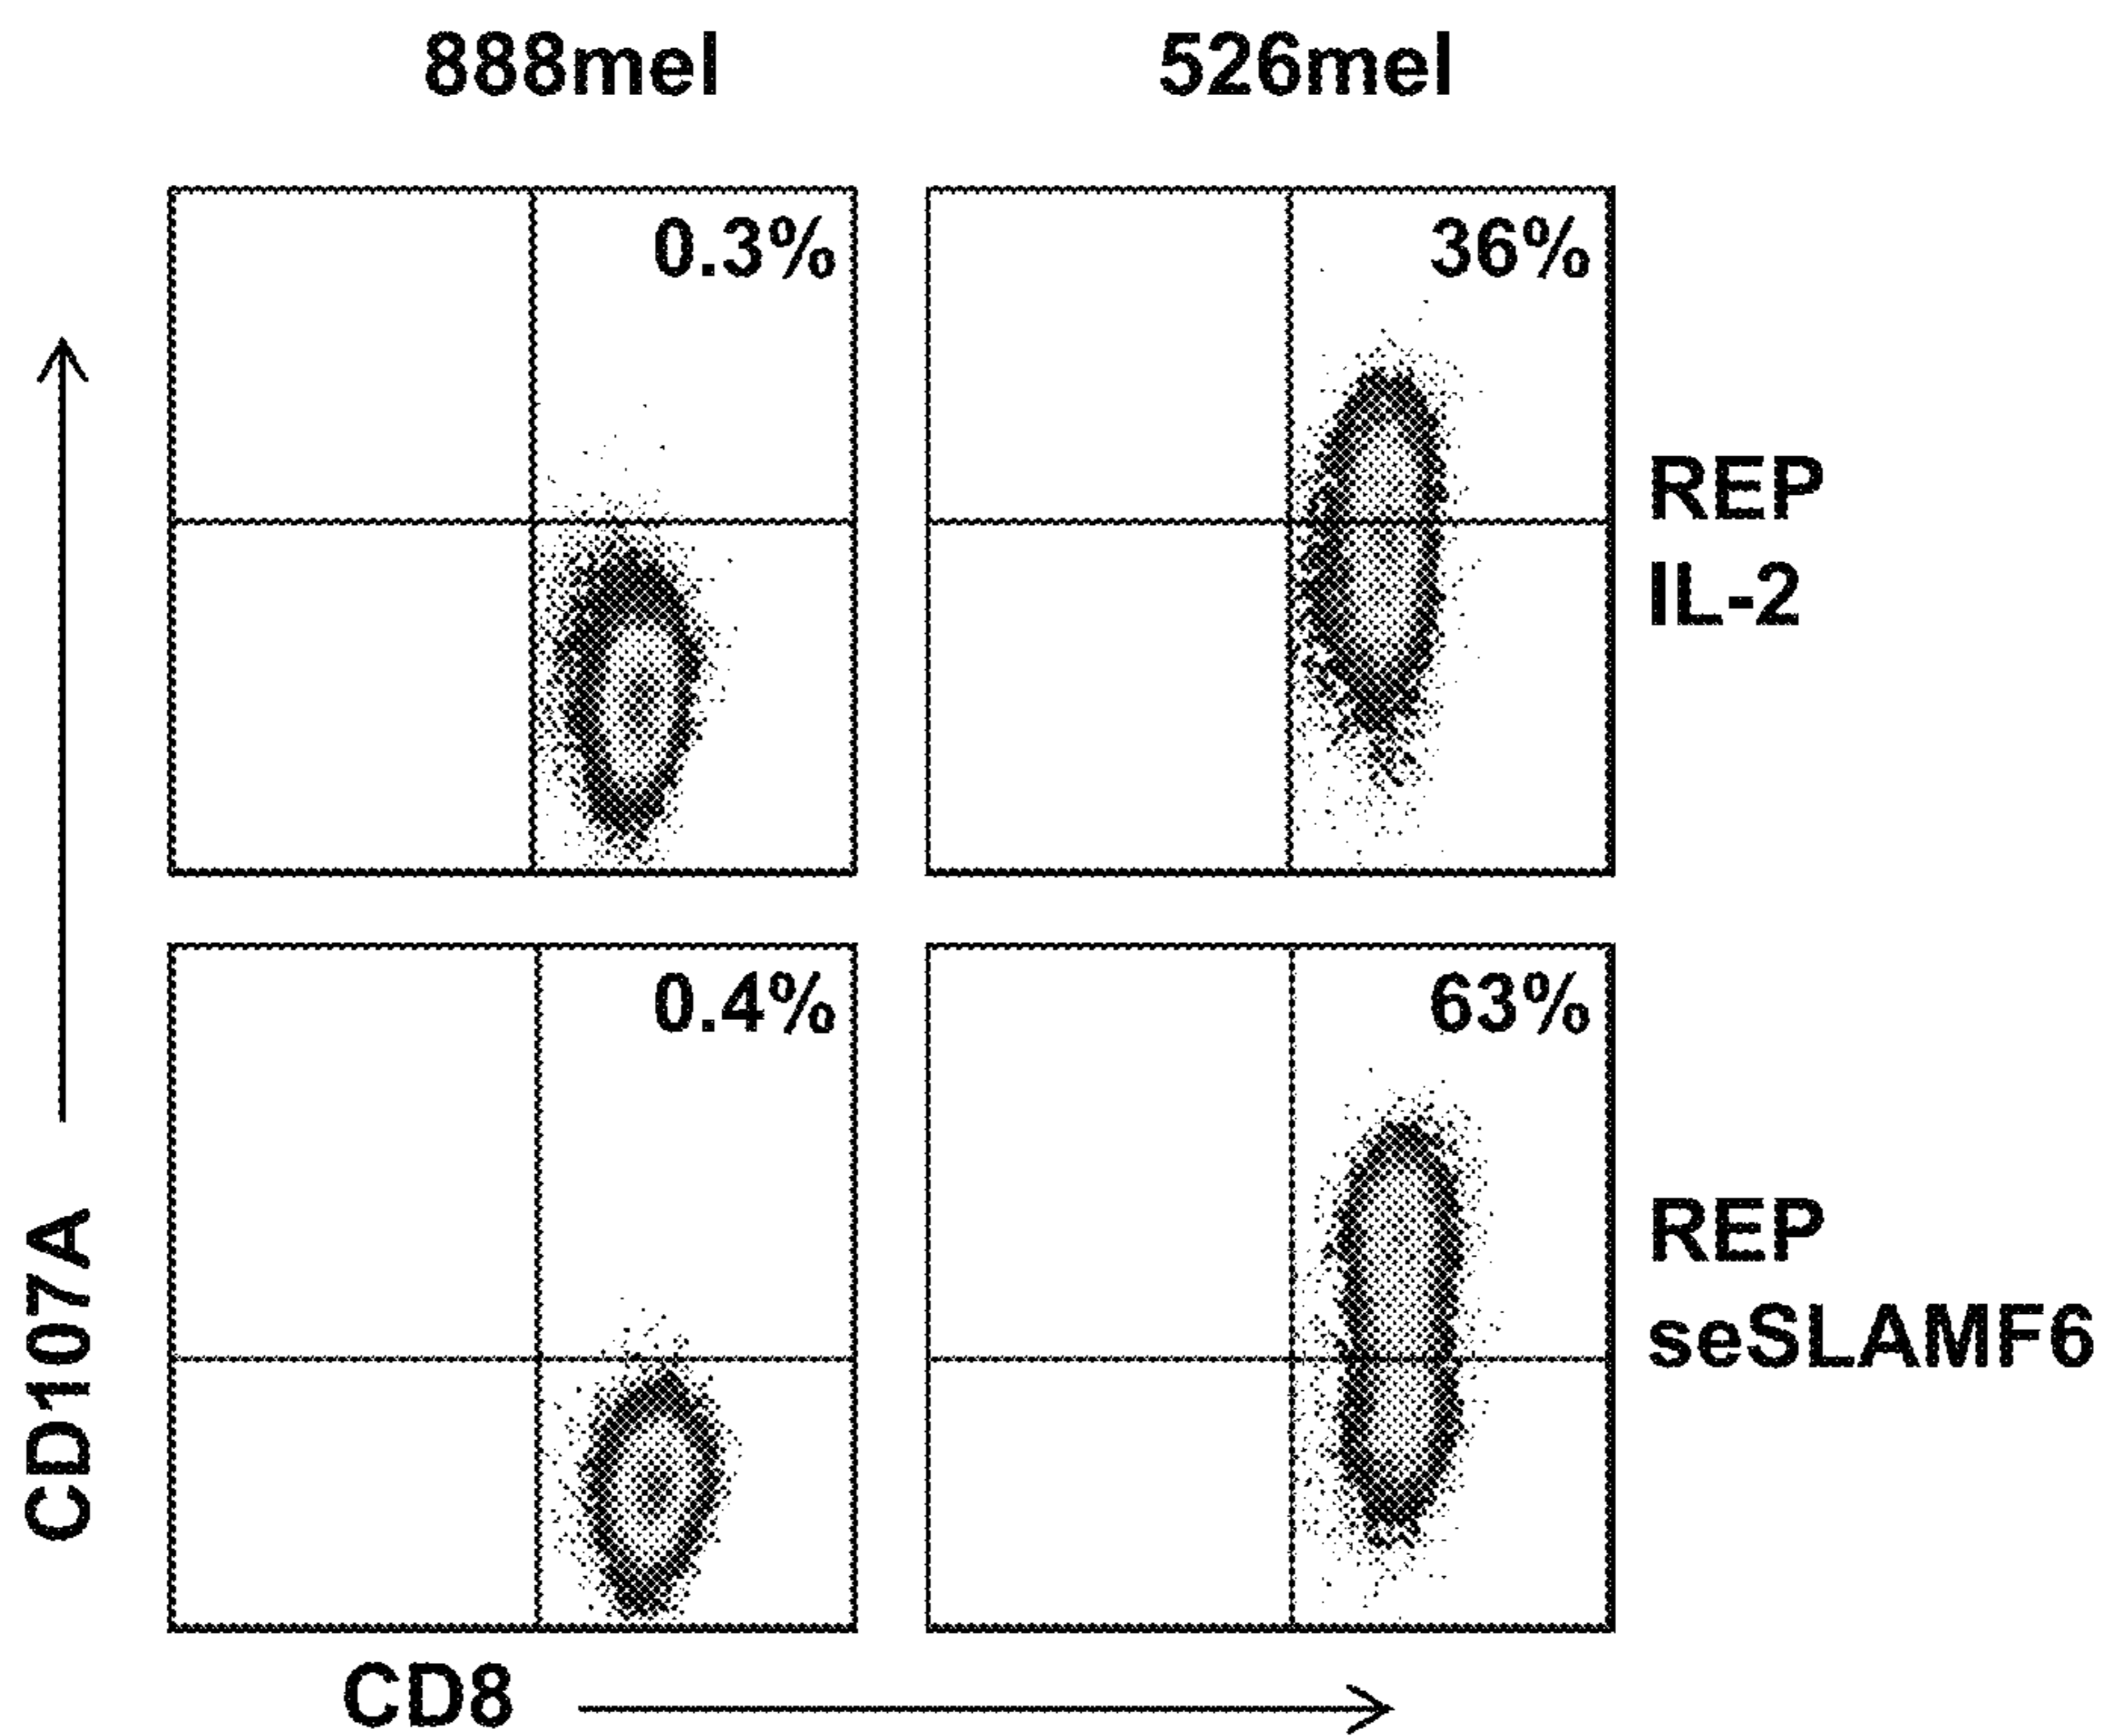 888mel
526mel
0.3%
36%
REP
IL-2
0.4%
63%
REP
seSLAMF6
CD107A
CD8